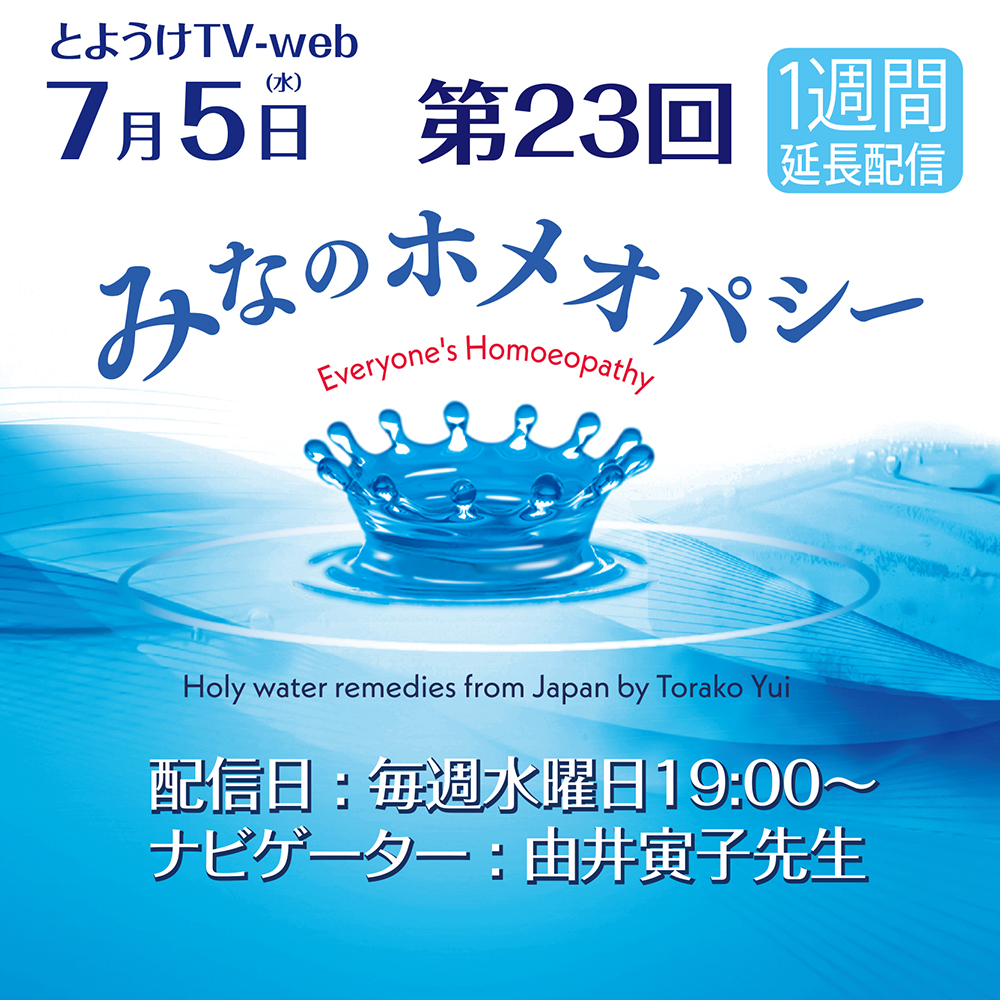 とようけTV-web
7月5日(水)
第23回
1週間
延長配信
みなのホメオパシー
Everyone's Homoeopathy
Holy water remedies from Japan by Torako Yui
配信日：毎週水曜日19:00～
ナビゲーター：由井寅子先生